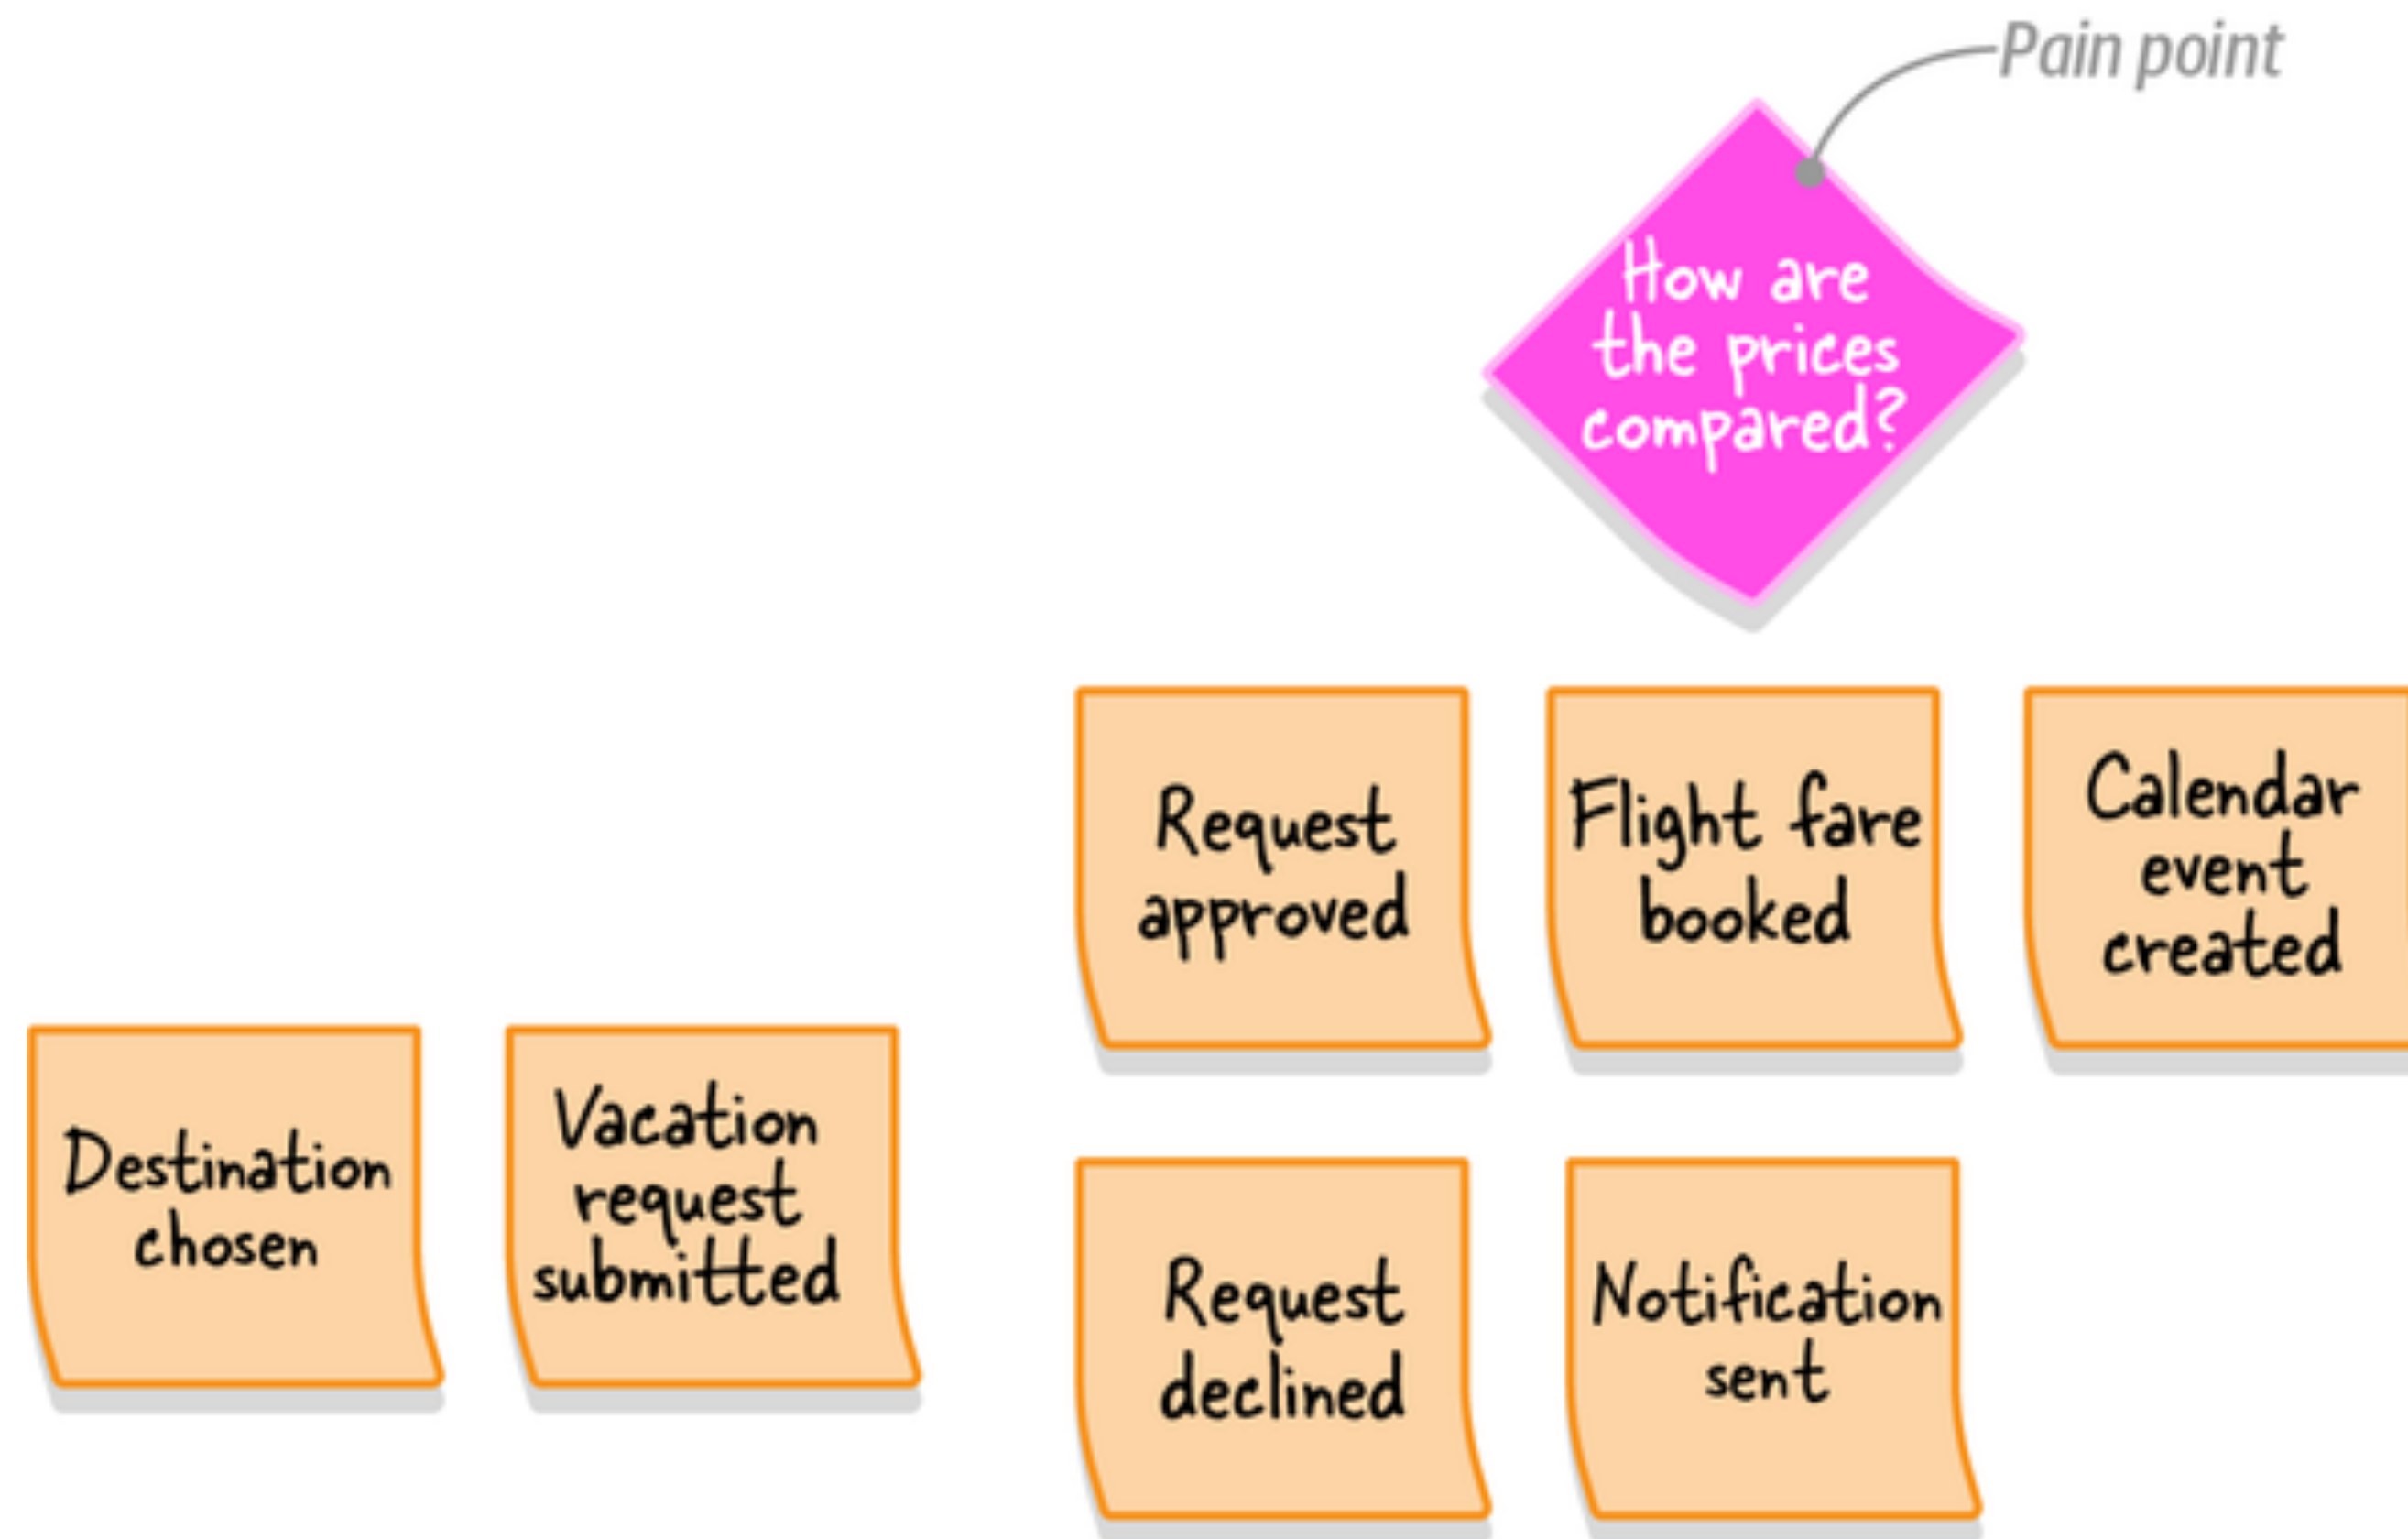 Pain point
How are
the prices
compared?
Request
approved
Flight fare
booked
Calendar
event
created
Destination
chosen
Vacation
request
submitted
Request
declined
Notification
sent